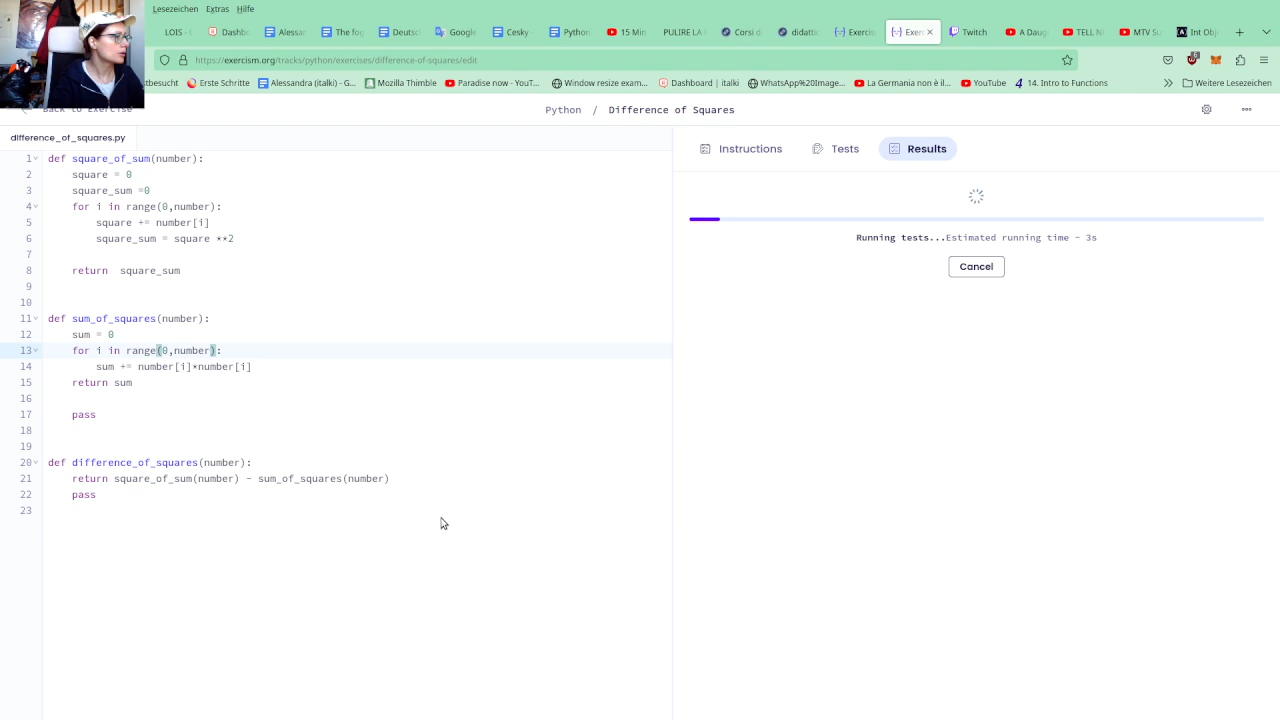 Lesezeichen Extras Hilfe
LOIS - Dashb Alessar The fog Deutsc Google Cesky Python 15 Min PULIRE LA Corsi d didatti Exercis Exer Twitch A Daug TELL N MTV Su Int Obj
https://exercism.org/tracks/python/exercises/difference-of-squares/edit
besucht Erste Schritte Alessandra (italki) - G... Mozilla Thimble Paradise now - YouT... Window resize exam... Dashboard | italki WhatsApp%20Image... La Germania non è il... YouTube 14. Intro to Functions Weitere Lesezeichen
Back to Exercise
Python / Difference of Squares
difference_of_squares.py
1 def square_of_sum(number):
2 square = 0
3 square_sum =0
4 for i in range(0,number):
5 square += number[i]
6 square_sum = square **2
7
8 return  square_sum
9
10
11 def sum_of_squares(number):
12 sum = 0
13 for i in range(0,number):
14 sum += number[i]*number[i]
15 return sum
16
17 pass
18
19
20 def difference_of_squares(number):
21 return square_of_sum(number) - sum_of_squares(number)
22 pass
23
Instructions Tests Results
Running tests...Estimated running time - 3s
Cancel